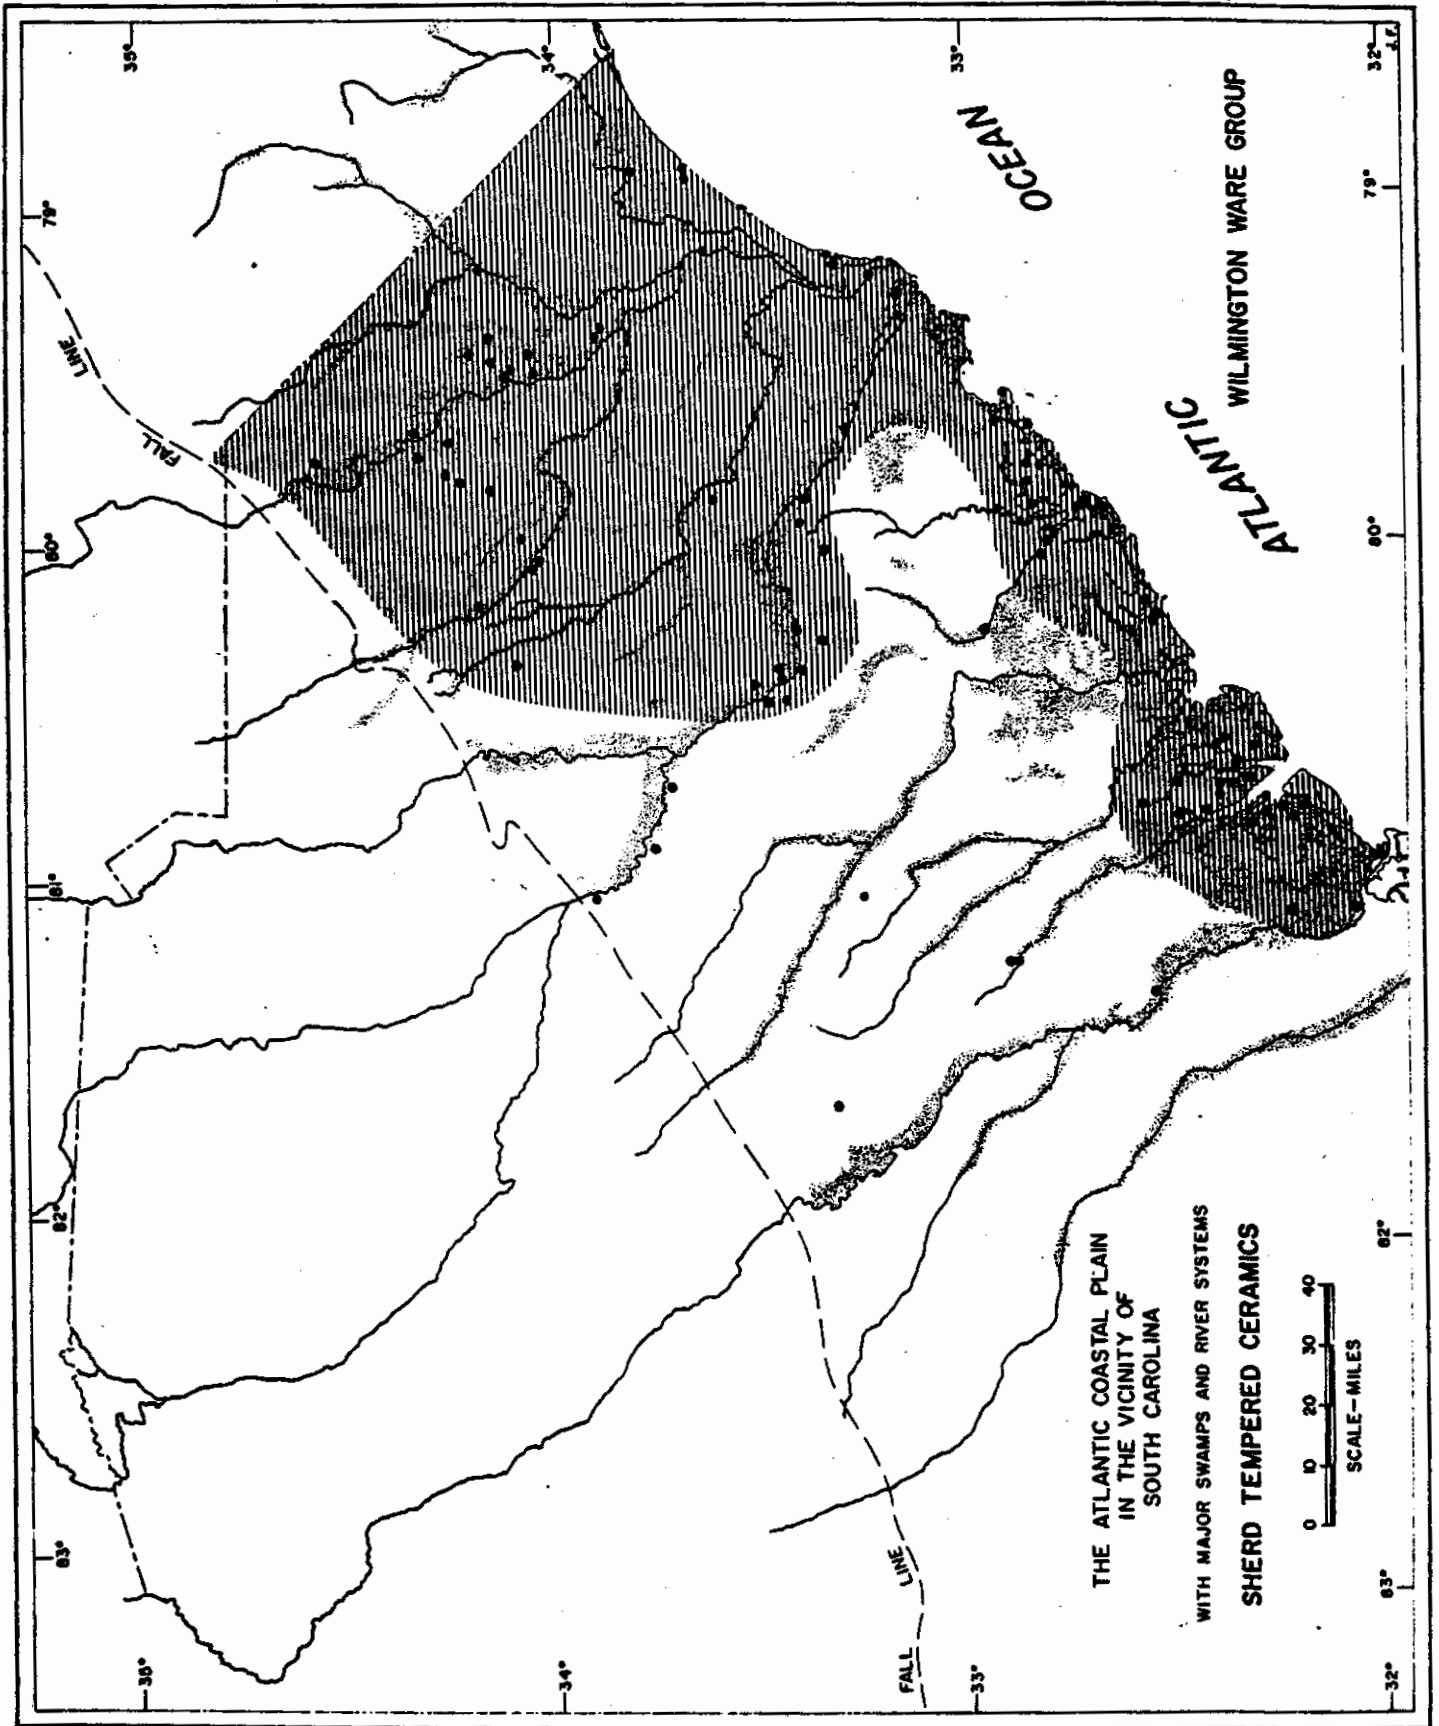 THE ATLANTIC COASTAL PLAIN
IN THE VICINITY OF
SOUTH CAROLINA
WITH MAJOR SWAMPS AND RIVER SYSTEMS
SHERD TEMPERED CERAMICS
0 10 20 30 40
SCALE—MILES
WILMINGTON WARE GROUP
ATLANTIC
OCEAN
FALL
LINE
FALL
LINE
83°
82°
81°
80°
79°
35°
34°
33°
32°
35°
34°
33°
32°
83°
82°
80°
79°
J.F.